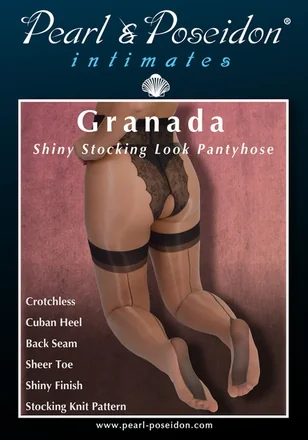 Pearl & Poseidon®
intimates
Granada
Shiny Stocking Look Pantyhose
Crotchless
Cuban Heel
Back Seam
Sheer Toe
Shiny Finish
Stocking Knit Pattern
www.pearl-poseidon.com